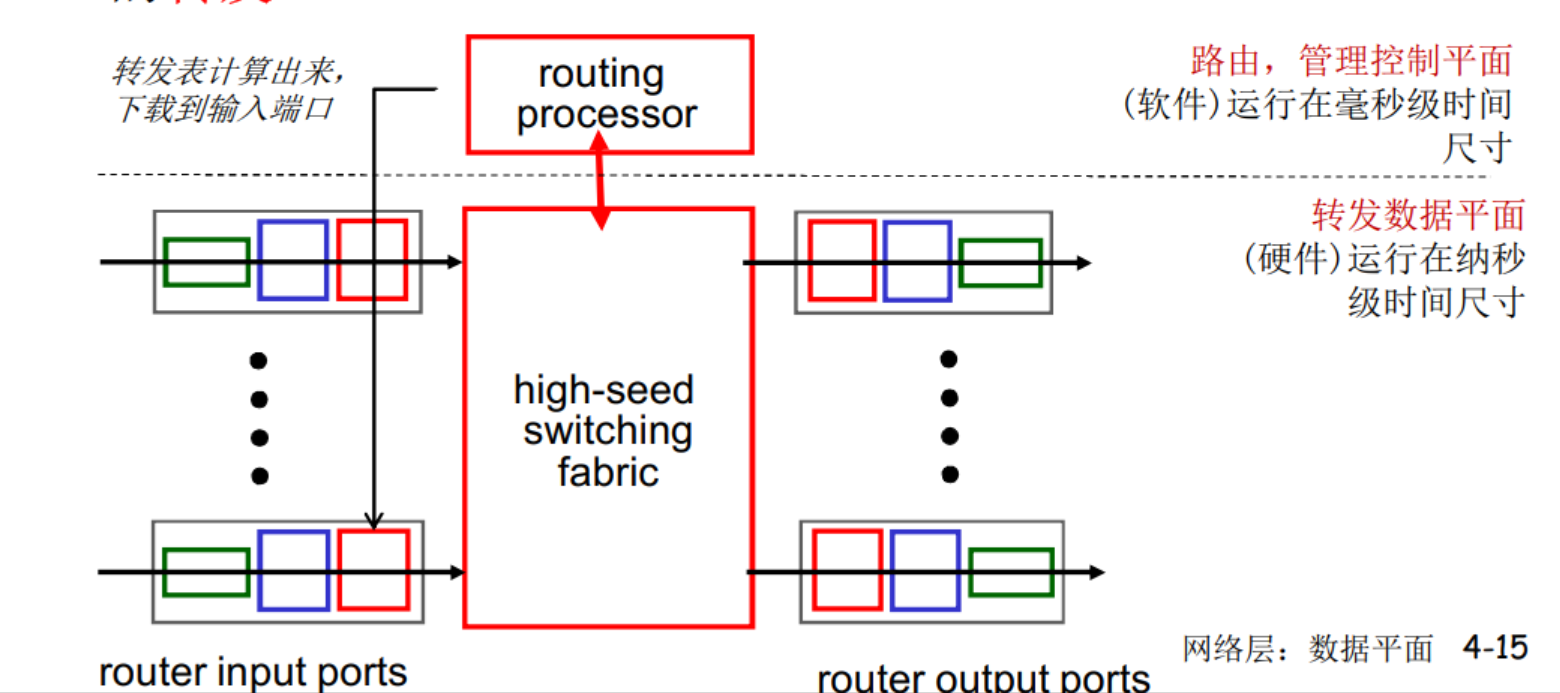 转发表计算出来，
下载到输入端口
routing
processor
路由，管理控制平面
(软件)运行在毫秒级时间
尺寸
转发数据平面
(硬件)运行在纳秒
级时间尺寸
high-seed
switching
fabric
router input ports
router output ports
网络层：数据平面 4-15